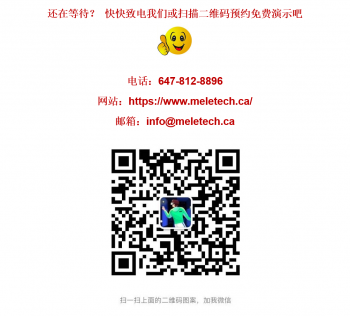 还在等待？ 快快致电我们或扫描二维码预约免费演示吧
电话：647-812-8896
网站：https://www.meletech.ca/
邮箱：info@meletech.ca
扫一扫上面的二维码图案，加我微信